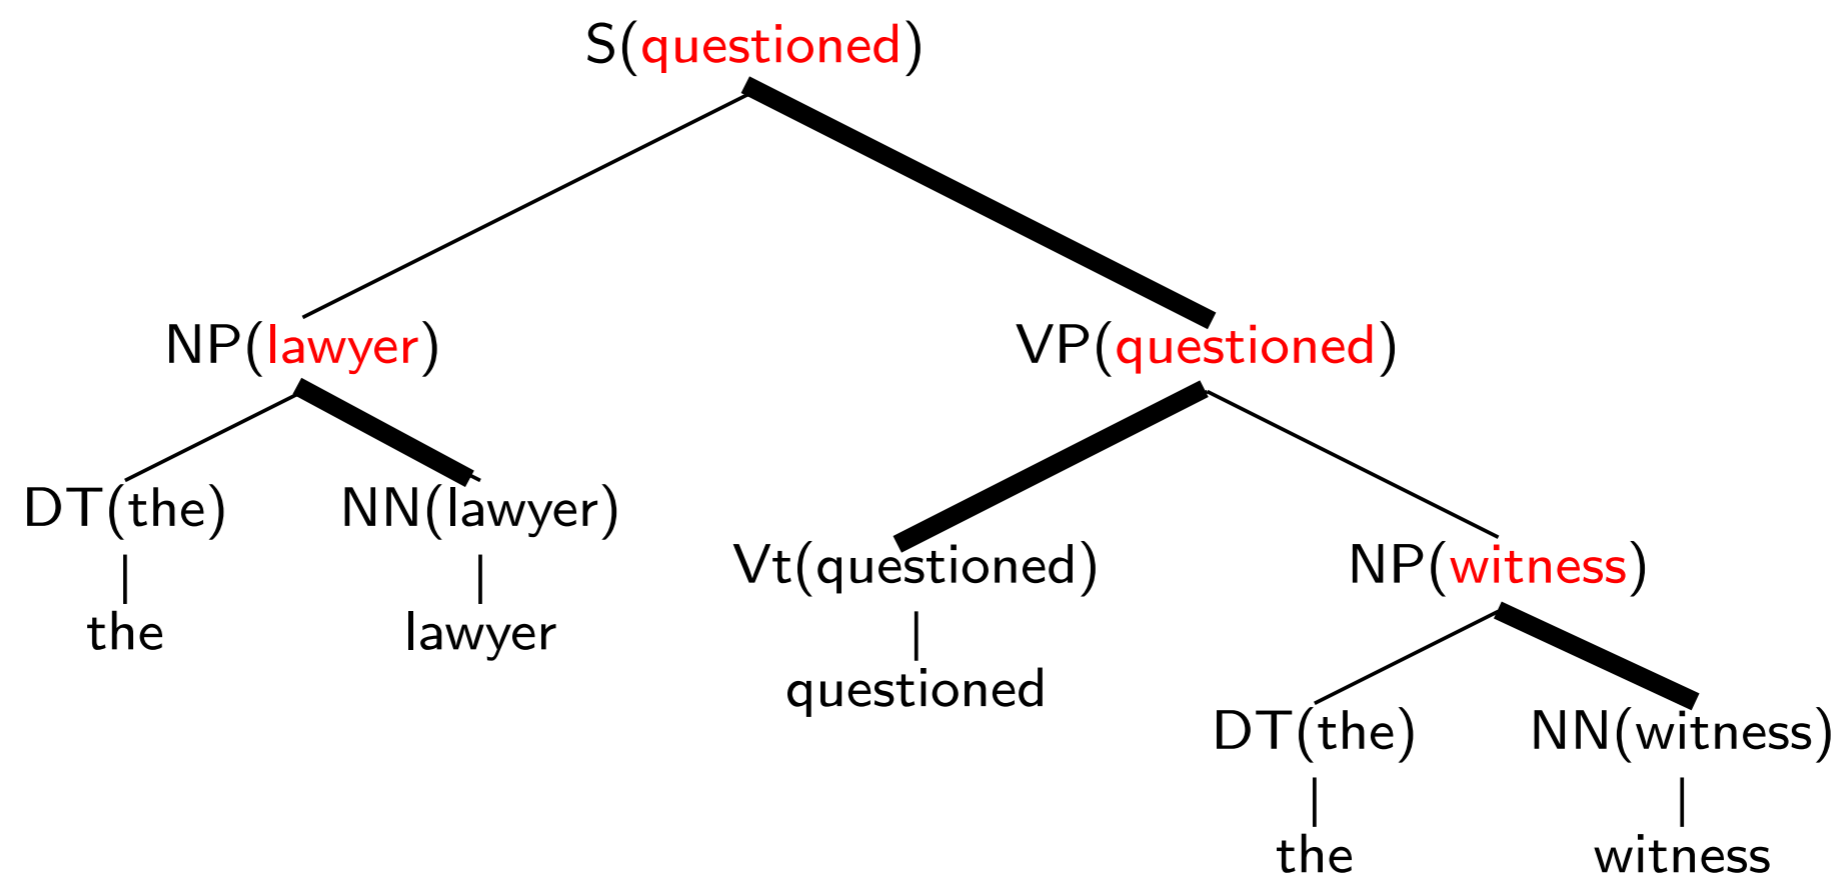 S(questioned)
NP(lawyer) VP(questioned)
DT(the) NN(lawyer)
Vt(questioned) NP(witness)
the lawyer
questioned
DT(the) NN(witness)
the witness